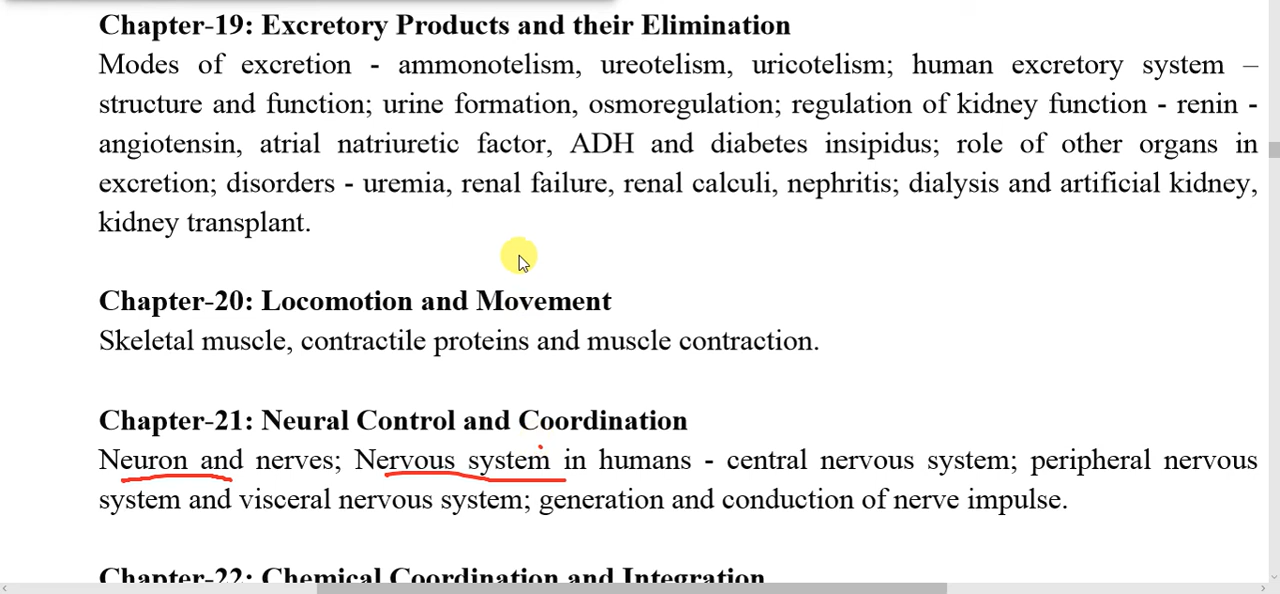 Chapter-19: Excretory Products and their Elimination
Modes of excretion - ammonotelism, ureotelism, uricotelism; human excretory system –
structure and function; urine formation, osmoregulation; regulation of kidney function - renin -
angiotensin, atrial natriuretic factor, ADH and diabetes insipidus; role of other organs in
excretion; disorders - uremia, renal failure, renal calculi, nephritis; dialysis and artificial kidney,
kidney transplant.
Chapter-20: Locomotion and Movement
Skeletal muscle, contractile proteins and muscle contraction.
Chapter-21: Neural Control and Coordination
Neuron and nerves; Nervous system in humans - central nervous system; peripheral nervous
system and visceral nervous system; generation and conduction of nerve impulse.
Chapter-22: Chemical Coordination and Integration